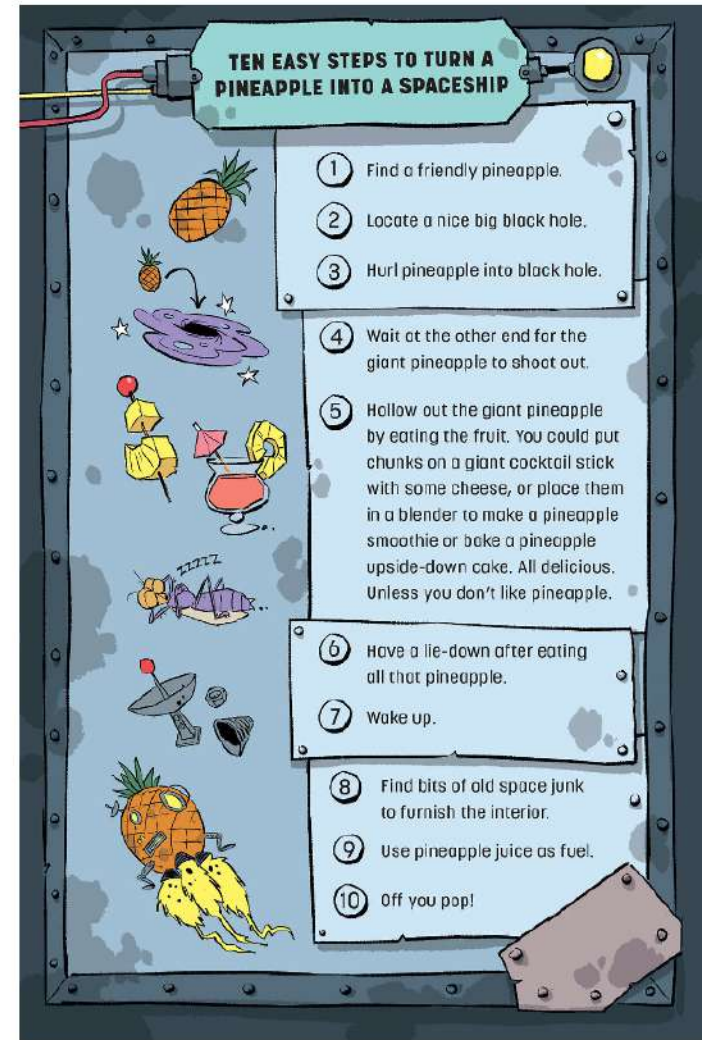 TEN EASY STEPS TO TURN A
PINEAPPLE INTO A SPACESHIP
1 Find a friendly pineapple.
2 Locate a nice big black hole.
3 Hurl pineapple into black hole.
4 Wait at the other end for the
giant pineapple to shoot out.
5 Hollow out the giant pineapple
by eating the fruit. You could put
chunks on a giant cocktail stick
with some cheese, or place them
in a blender to make a pineapple
smoothie or bake a pineapple
upside-down cake. All delicious.
Unless you don't like pineapple.
zzzzz
6 Have a lie-down after eating
all that pineapple.
7 Wake up.
8 Find bits of old space junk
to furnish the interior.
9 Use pineapple juice as fuel.
10 Off you pop!